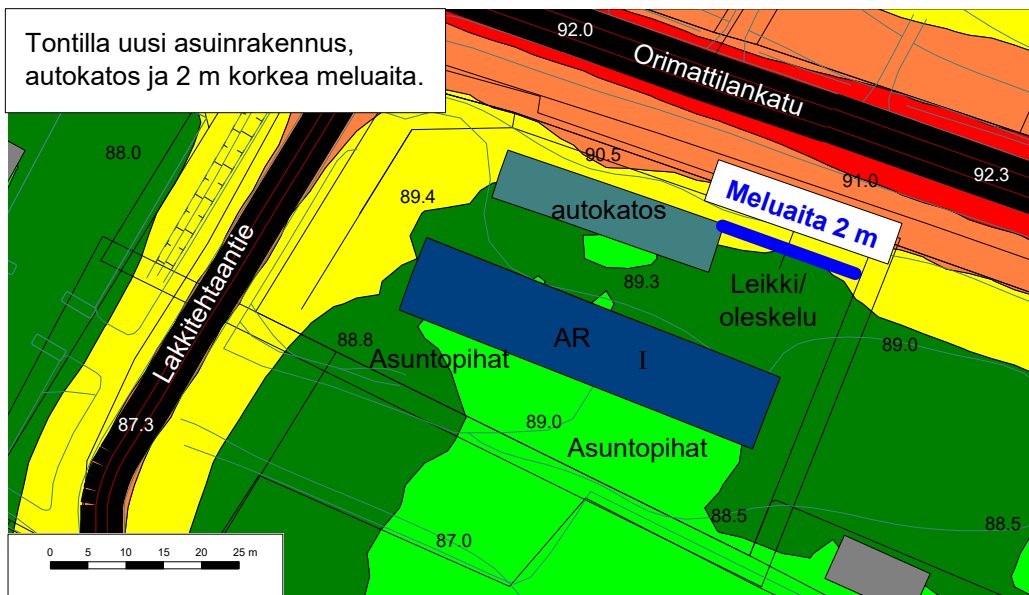 Tontilla uusi asuinrakennus,
autokatos ja 2 m korkea meluaita.
92.0
Orimattilankatu
92.3
88.0
90.5
91.0
89.4
autokatos
Meluaita 2 m
Lakkitehtaantie
89.3
Leikki/
oleskelu
88.8
Asuntopihat
AR
I
89.0
87.3
89.0
Asuntopihat
88.5
88.5
87.0
0 5 10 15 20 25 m